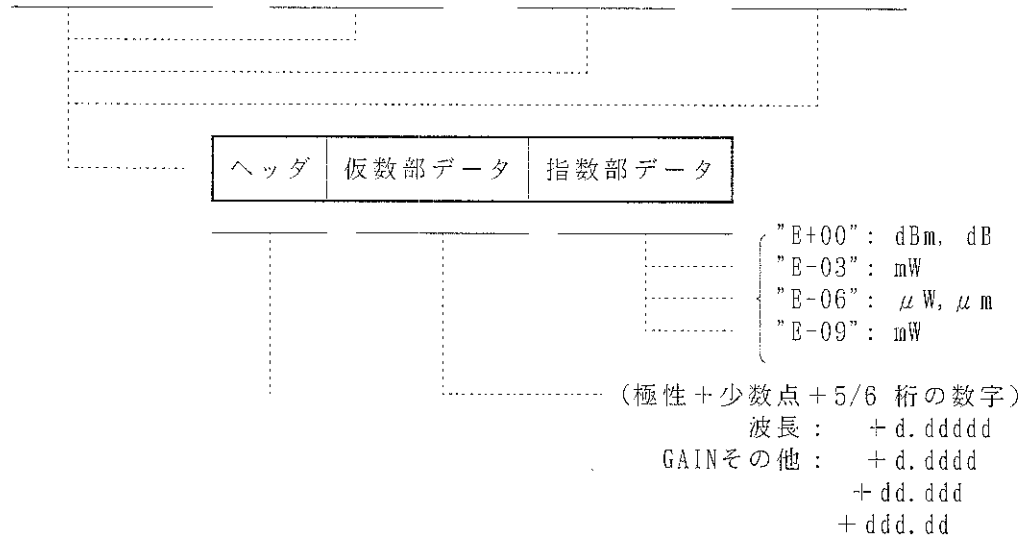 ヘッダ 仮数部データ 指数部データ
"E+00": dBm, dB
"E-03": mW
"E-06": μW, μm
"E-09": mW
(極性+少数点+5/6 桁の数字)
波長: +d.ddddd
GAINその他: +d.dddd
+dd.ddd
+ddd.dd